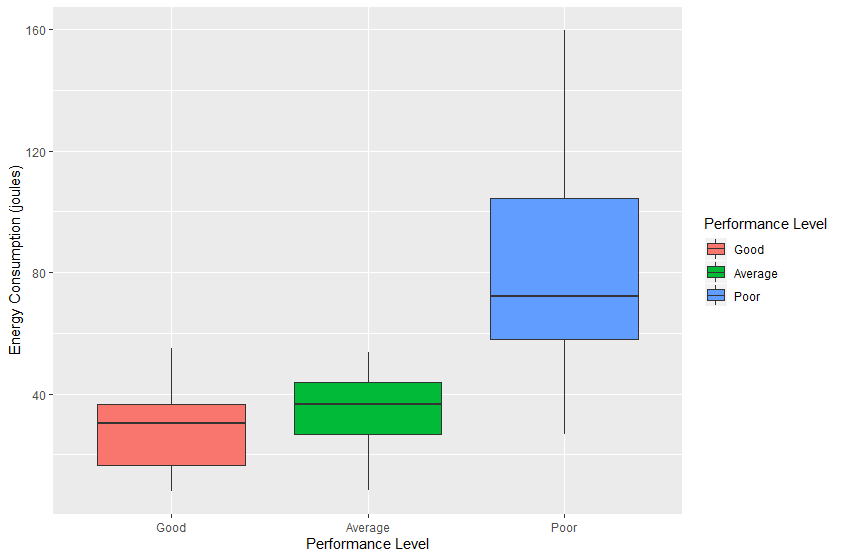 160
120
80
40
Energy Consumption (joules)
Good
Average
Poor
Performance Level
Performance Level
Good
Average
Poor